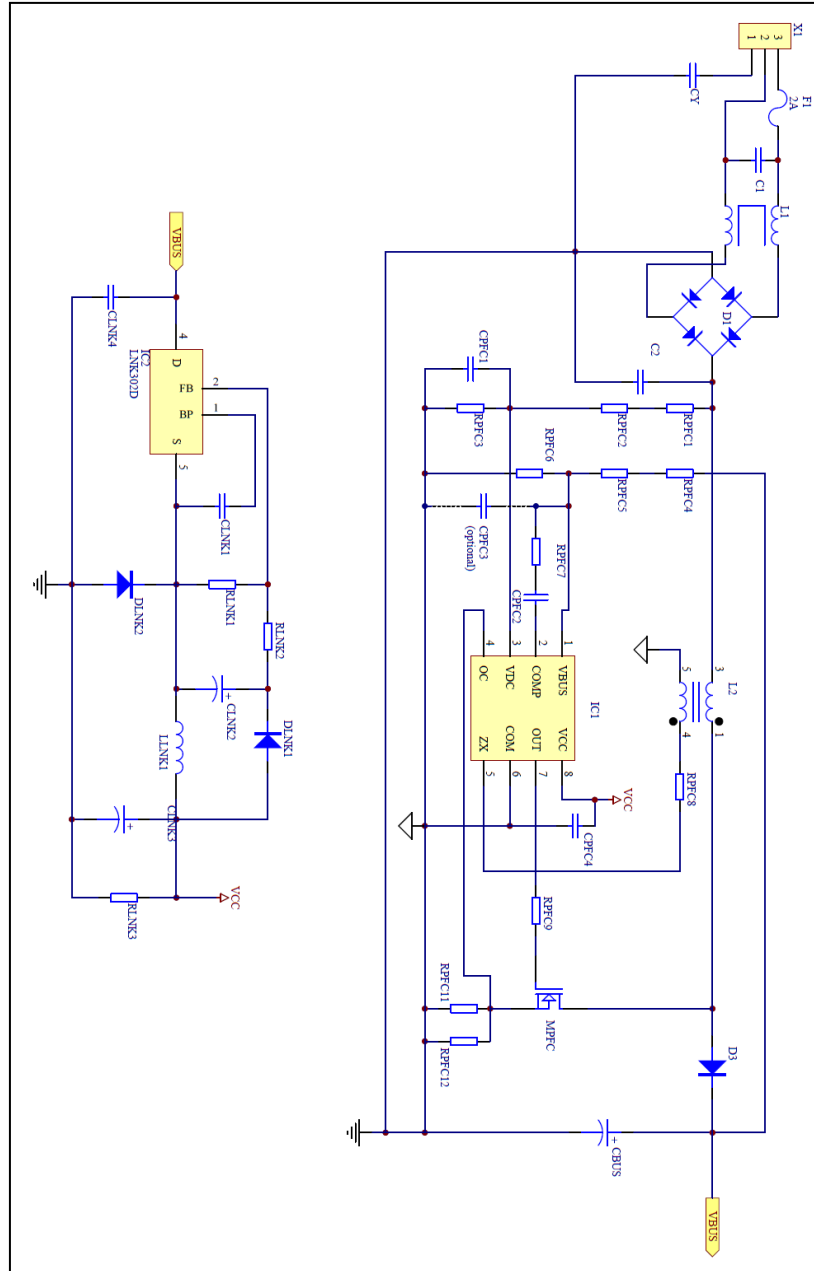 X1
3
2
1
F1
2A
CY
C1
L1
D1
C2
CPFC1
RPFC3
RPFC2
RPFC1
RPFC6
RPFC5
RPFC4
CPFC3
(optional)
RPFC7
CPFC2
4
3
2
1
OC
VDC
COMP
VBUS
IC1
ZX
COM
OUT
VCC
5
6
7
8
L2
3
1
5
4
RPFC8
VCC
CPFC4
RPFC9
RPFC11
RPFC12
MPFC
D3
CBUS
+
VBUS
VBUS
CLNK4
4
IC2
LNK302D
D
FB
2
BP
1
S
5
CLNK1
DLNK2
RLNK1
RLNK2
CLNK2
+
DLNK1
LLNK1
CLNK3
+
RLNK3
VCC